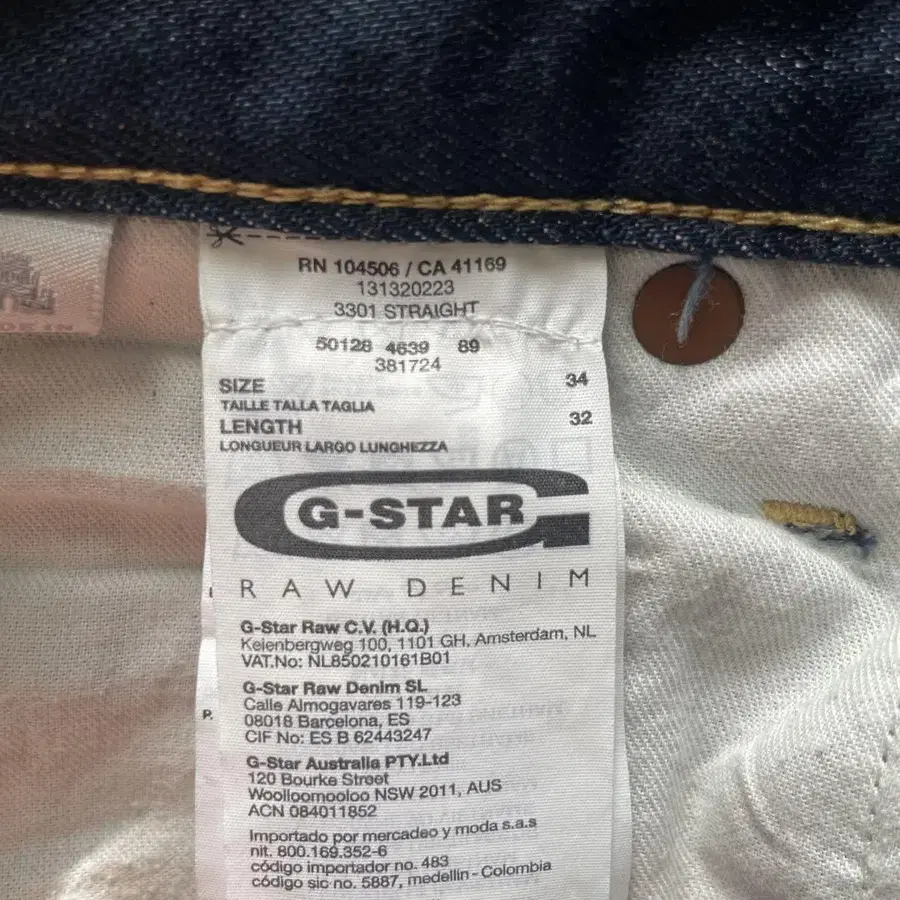 RN 104506 / CA 41169
131320223
3301 STRAIGHT
50128 4639 89
381724
SIZE 34
TAILLE TALLA TAGLIA
LENGTH 32
LONGUEUR LARGO LUNGHEZZA
G-STAR
RAW DENIM
G-Star Raw C.V. (H.Q.)
Keienbergweg 100, 1101 GH, Amsterdam, NL
VAT.No: NL850210161B01
G-Star Raw Denim SL
Calle Almogavares 119-123
08018 Barcelona, ES
CIF No: ES B 62443247
G-Star Australia PTY.Ltd
120 Bourke Street
Woolloomooloo NSW 2011, AUS
ACN 084011852
Importado por mercadeo y moda s.a.s
nit. 800.169.352-6
código importador no. 483
código sic no. 5887, medellin - Colombia